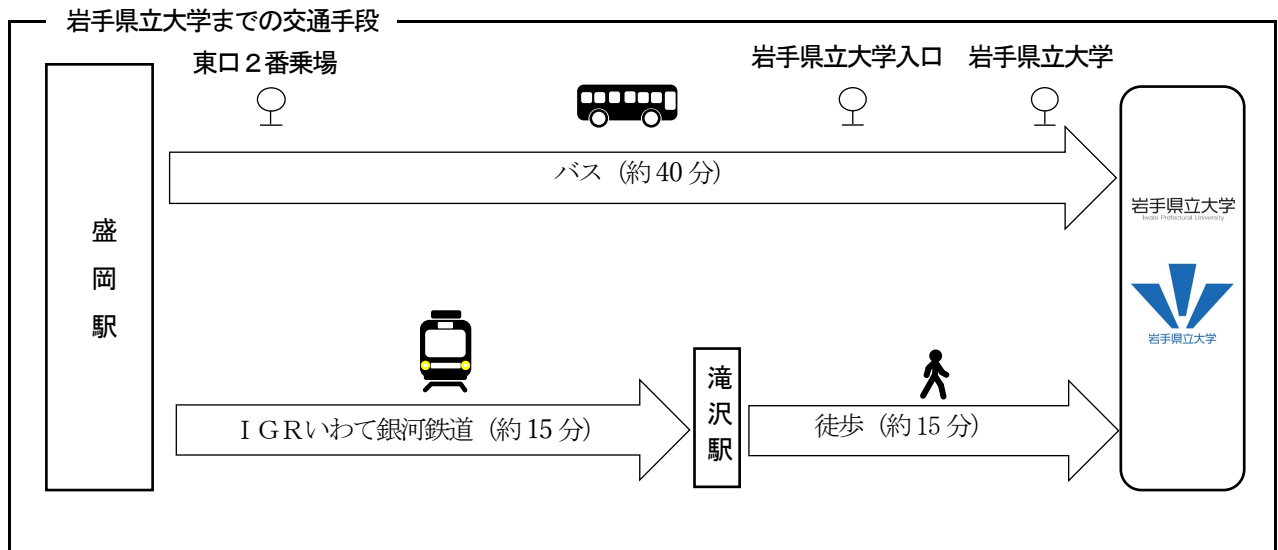 岩手県立大学までの交通手段
東口２番乗場
岩手県立大学入口
岩手県立大学
バス（約40分）
盛岡駅
岩手県立大学
Iwate Prefectural University
岩手県立大学
ＩＧＲいわて銀河鉄道（約15分）
滝沢駅
徒歩（約15分）